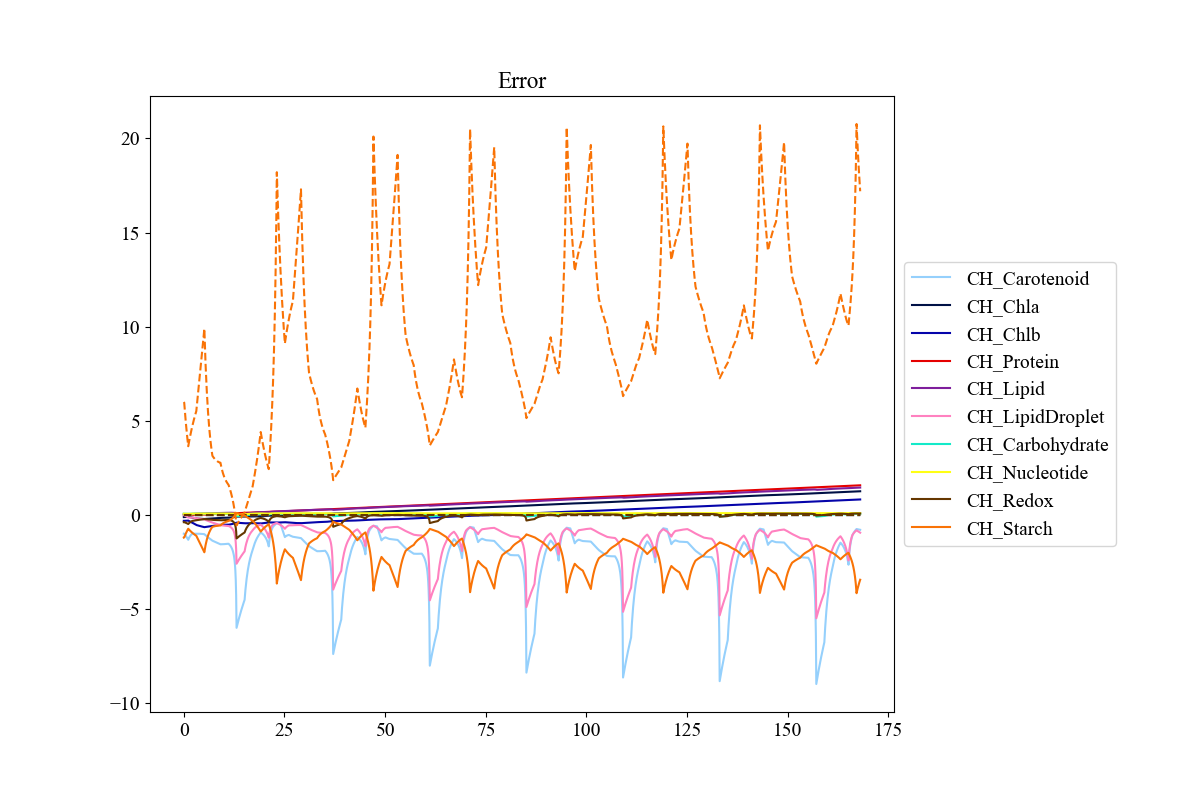 Error
20
15
10
5
0
−5
−10
0
25
50
75
100
125
150
175
CH_Carotenoid
CH_Chla
CH_Chlb
CH_Protein
CH_Lipid
CH_LipidDroplet
CH_Carbohydrate
CH_Nucleotide
CH_Redox
CH_Starch